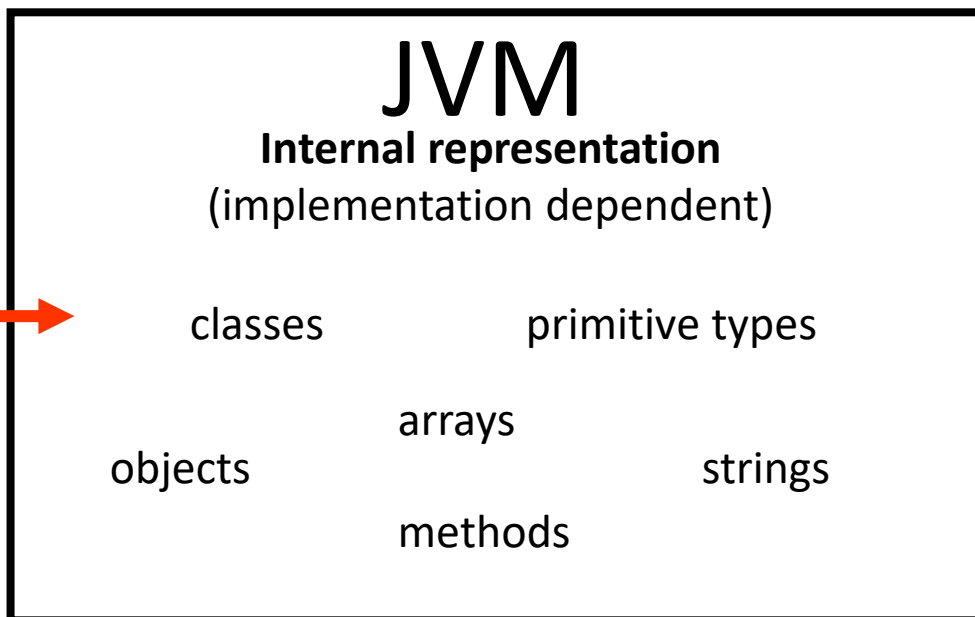 JVM
Internal representation
(implementation dependent)
classes primitive types
arrays
objects strings
methods